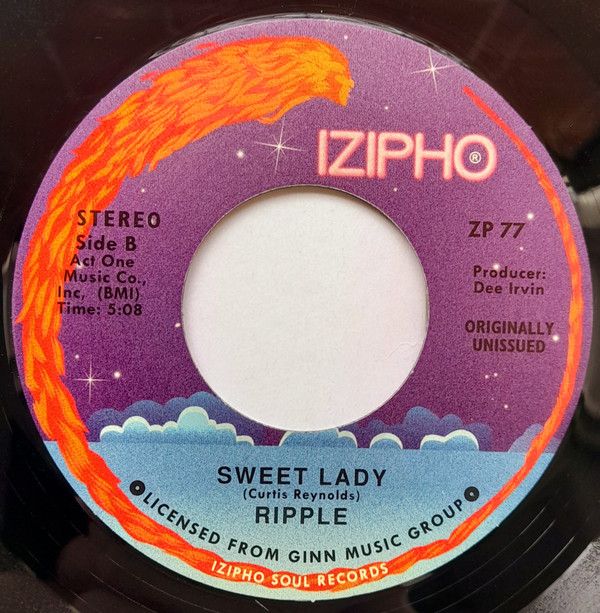 IZIPHO®
STEREO
Side B
Act One
Music Co.,
Inc, (BMI)
Time: 5:08
ZP 77
Producer:
Dee Irvin
ORIGINALLY
UNISSUED
SWEET LADY
(Curtis Reynolds)
RIPPLE
LICENSED FROM GINN MUSIC GROUP
IZIPHO SOUL RECORDS